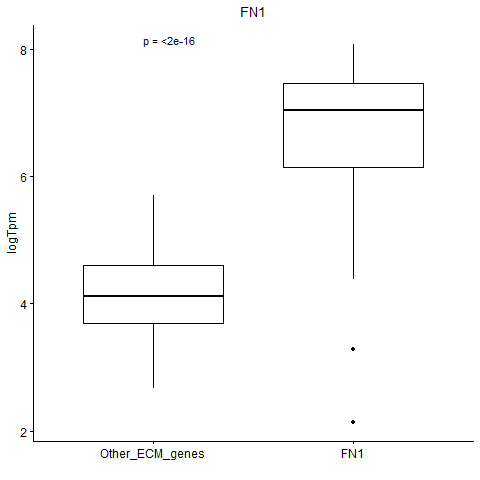 FN1
p = <2e-16
8
6
4
2
logTpm
Other_ECM_genes
FN1